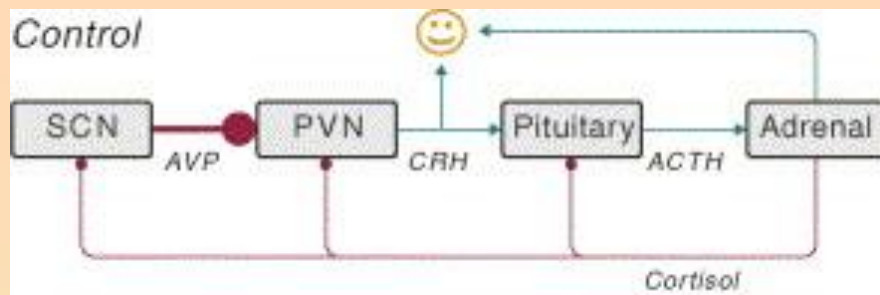 Control
SCN
PVN
Pituitary
Adrenal
AVP
CRH
ACTH
Cortisol